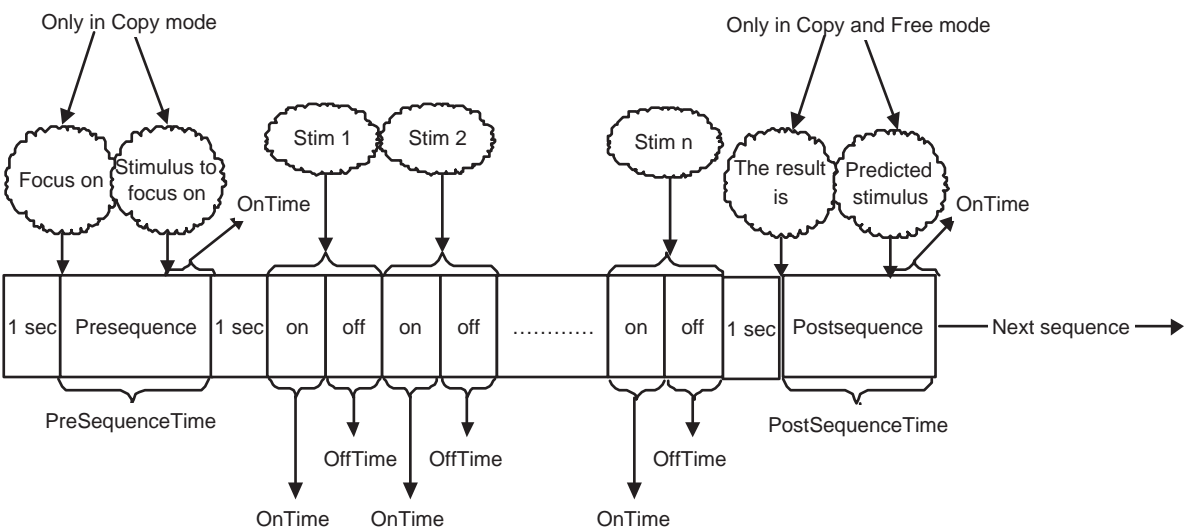 Only in Copy mode
Only in Copy and Free mode
Focus on
Stimulus to
focus on
OnTime
Stim 1
Stim 2
Stim n
The result
is
Predicted
stimulus
OnTime
1 sec
Presequence
1 sec
on
off
on
off
............
on
off
1 sec
Postsequence
Next sequence
PreSequenceTime
PostSequenceTime
OffTime
OffTime
OffTime
OnTime
OnTime
OnTime